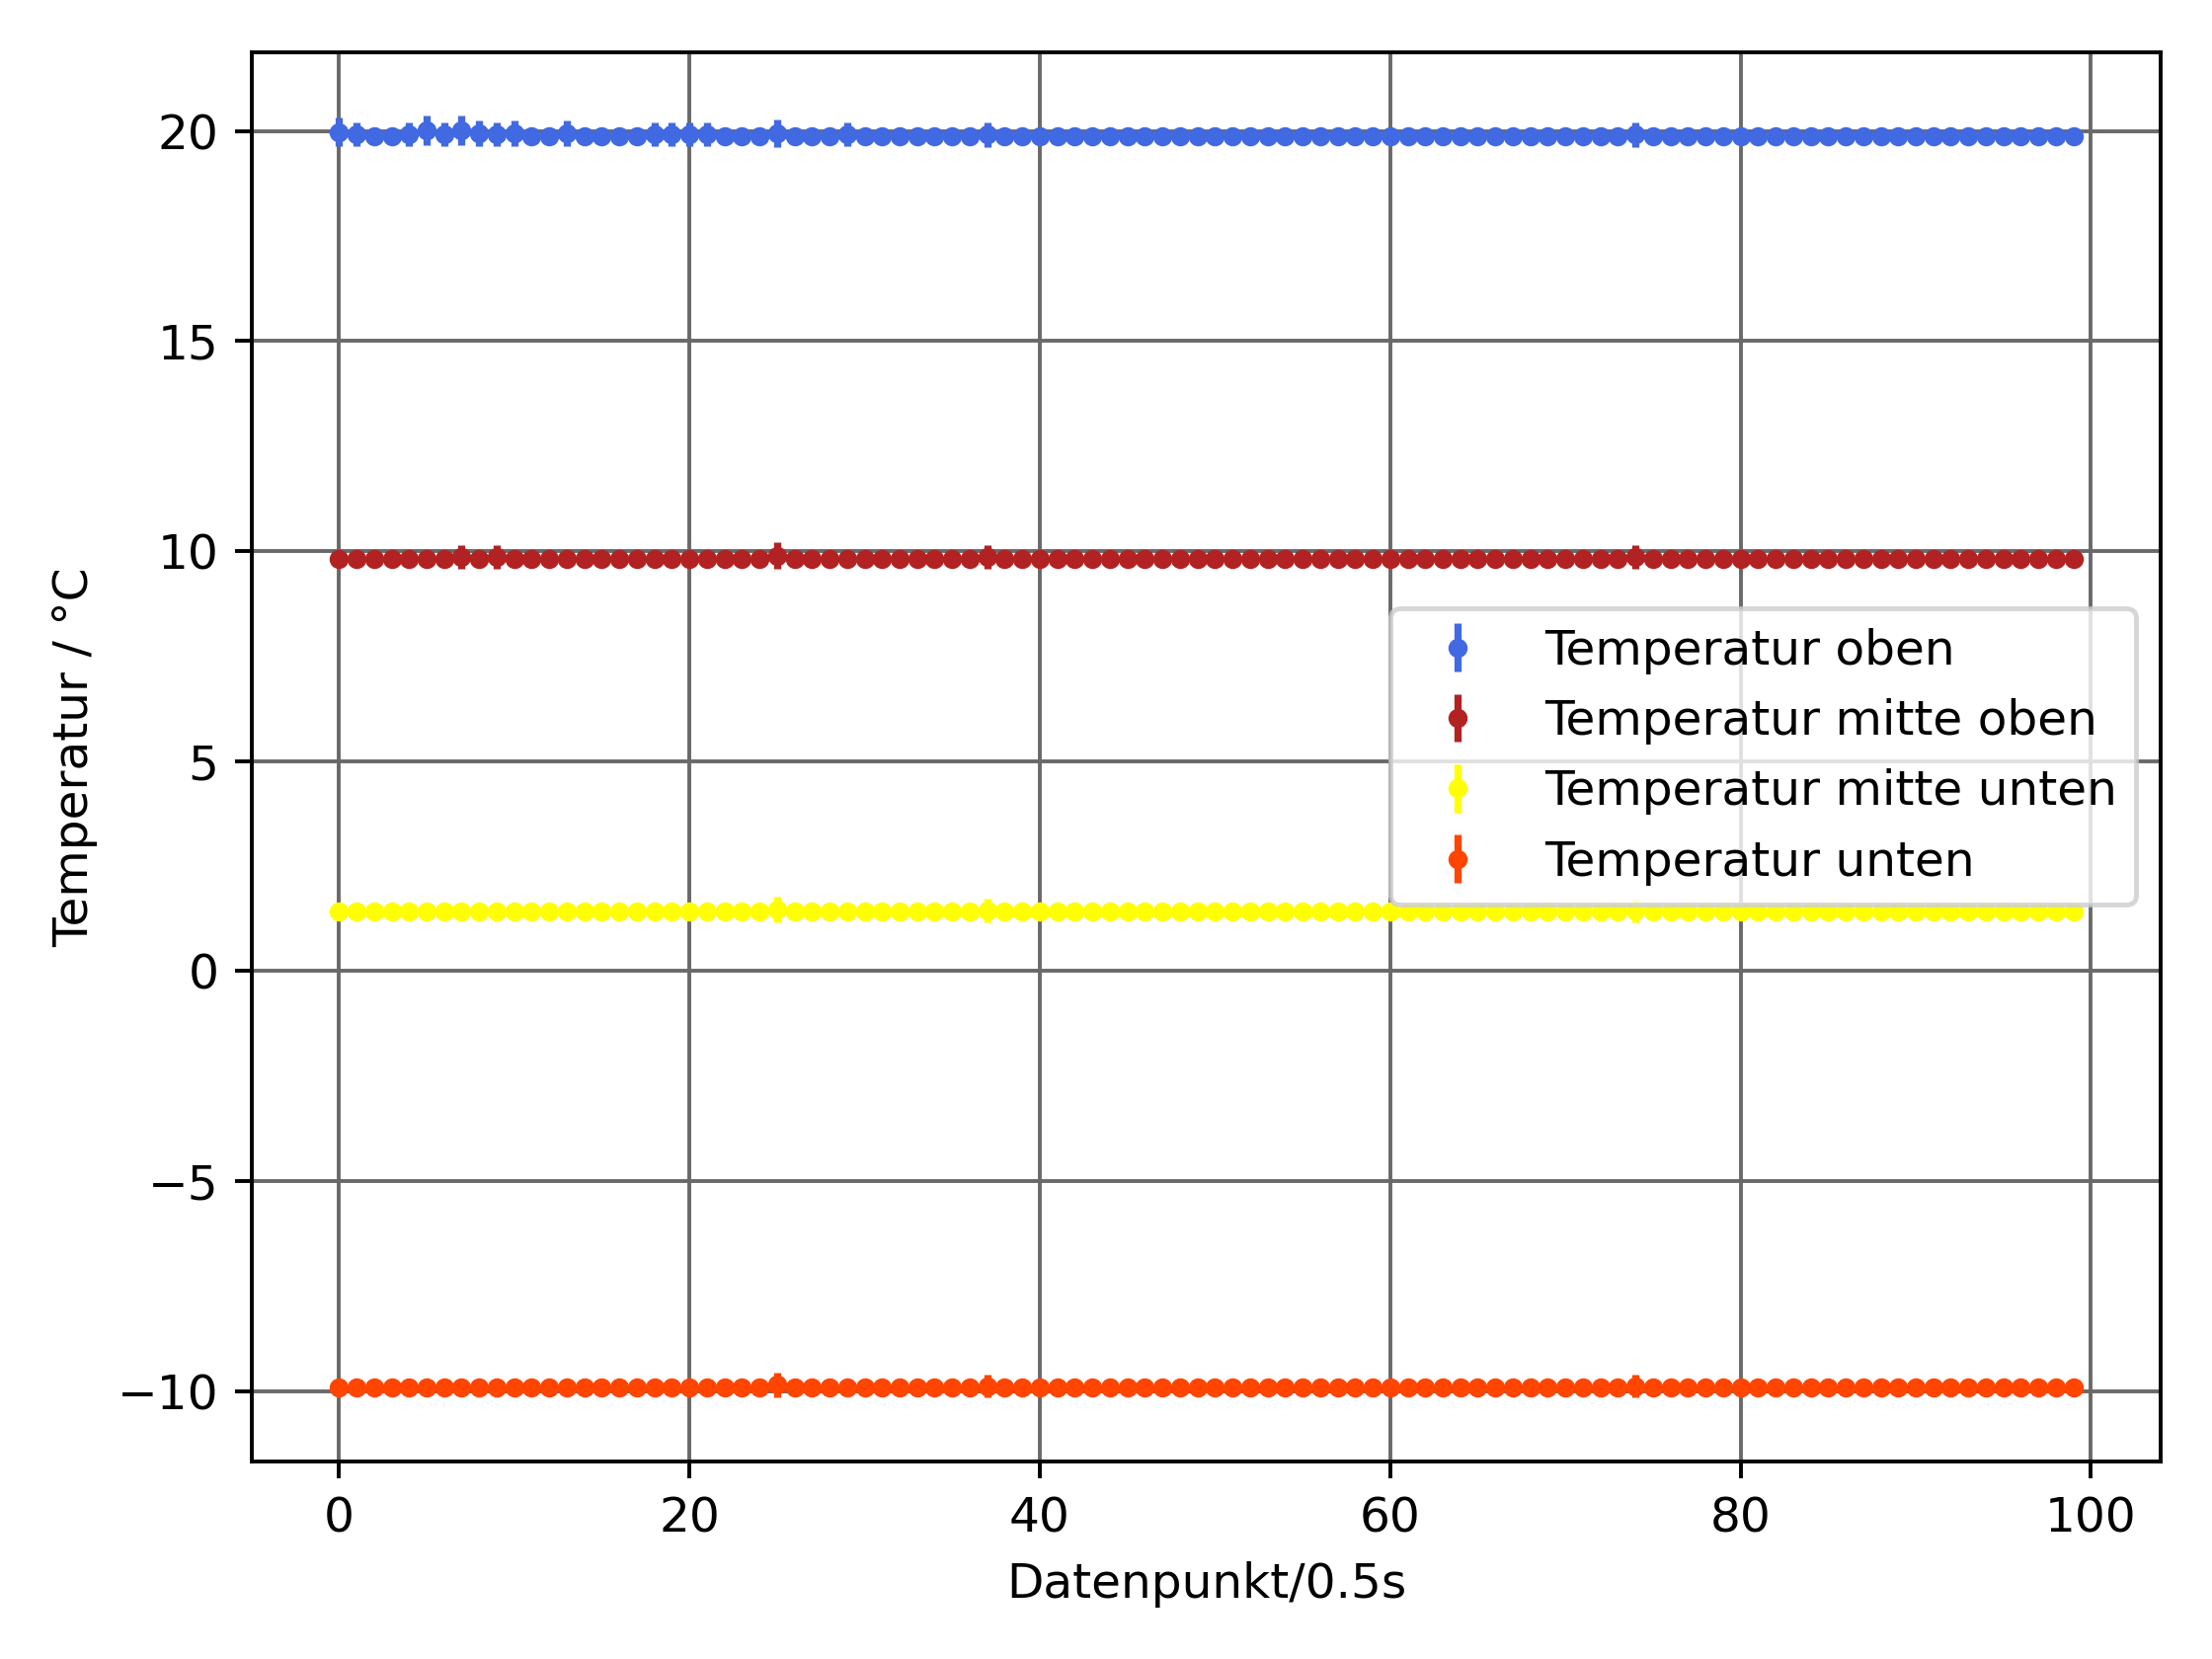 20
15
10
5
0
−5
−10
Temperatur / °C
Temperatur oben
Temperatur mitte oben
Temperatur mitte unten
Temperatur unten
0 20 40 60 80 100
Datenpunkt/0.5s